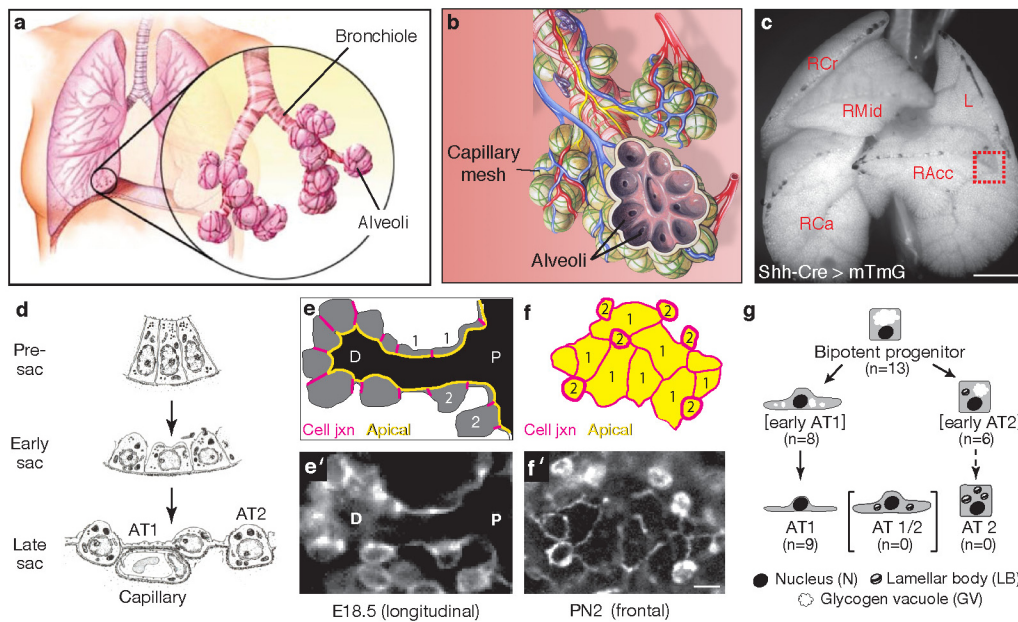 a
Bronchiole
Alveoli
b
Capillary
mesh
Alveoli
c
RCr
RMid
L
RAcc
RCa
Shh-Cre > mTmG
d
Pre-
sac
Early
sac
Late
sac
AT1
AT2
Capillary
e
1
1
D
P
2
2
Cell jxn Apical
f
2
2
1
2
2
1
1
1
1
2
1
2
Cell jxn Apical
e′
D
P
E18.5 (longitudinal)
f′
PN2 (frontal)
g
Bipotent progenitor
(n=13)
[early AT1]
(n=8)
[early AT2]
(n=6)
AT1
(n=9)
AT 1/2
(n=0)
AT 2
(n=0)
Nucleus (N)
Lamellar body (LB)
Glycogen vacuole (GV)